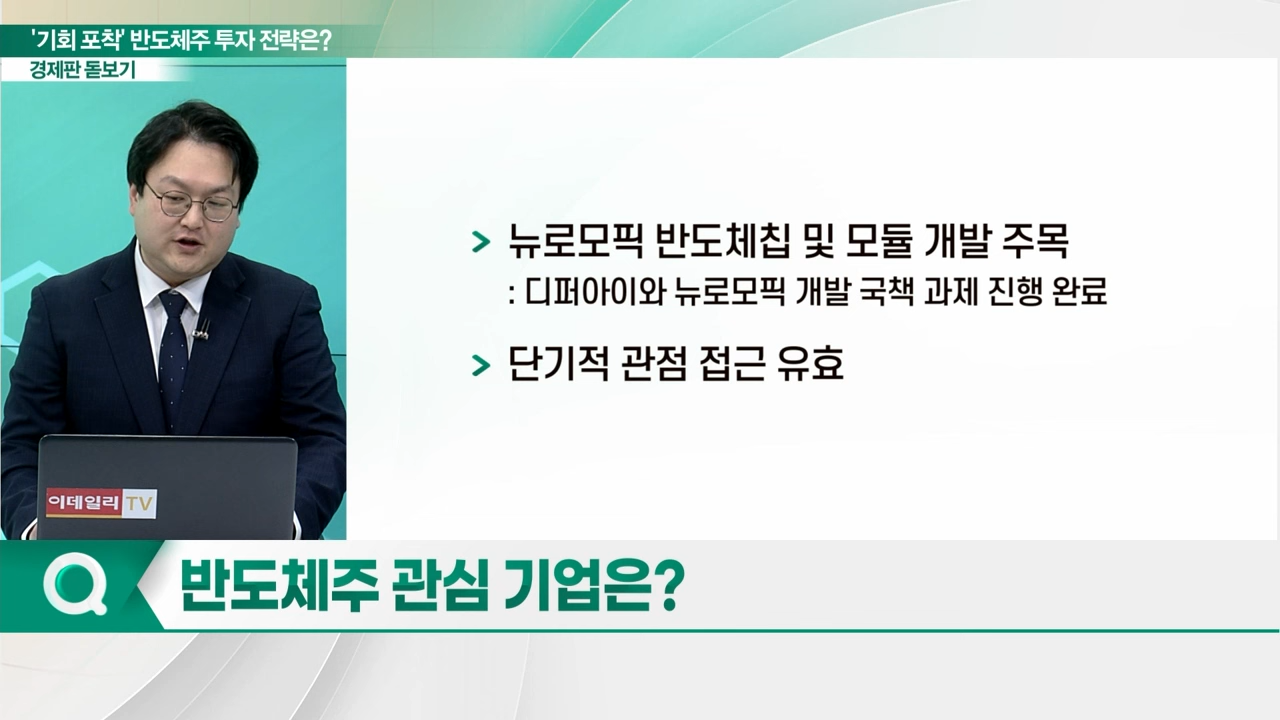 '기회 포착' 반도체주 투자 전략은?
경제판 돋보기
> 뉴로모픽 반도체칩 및 모듈 개발 주목
: 디퍼아이와 뉴로모픽 개발 국책 과제 진행 완료
> 단기적 관점 접근 유효
이데일리 TV
Q 반도체주 관심 기업은?